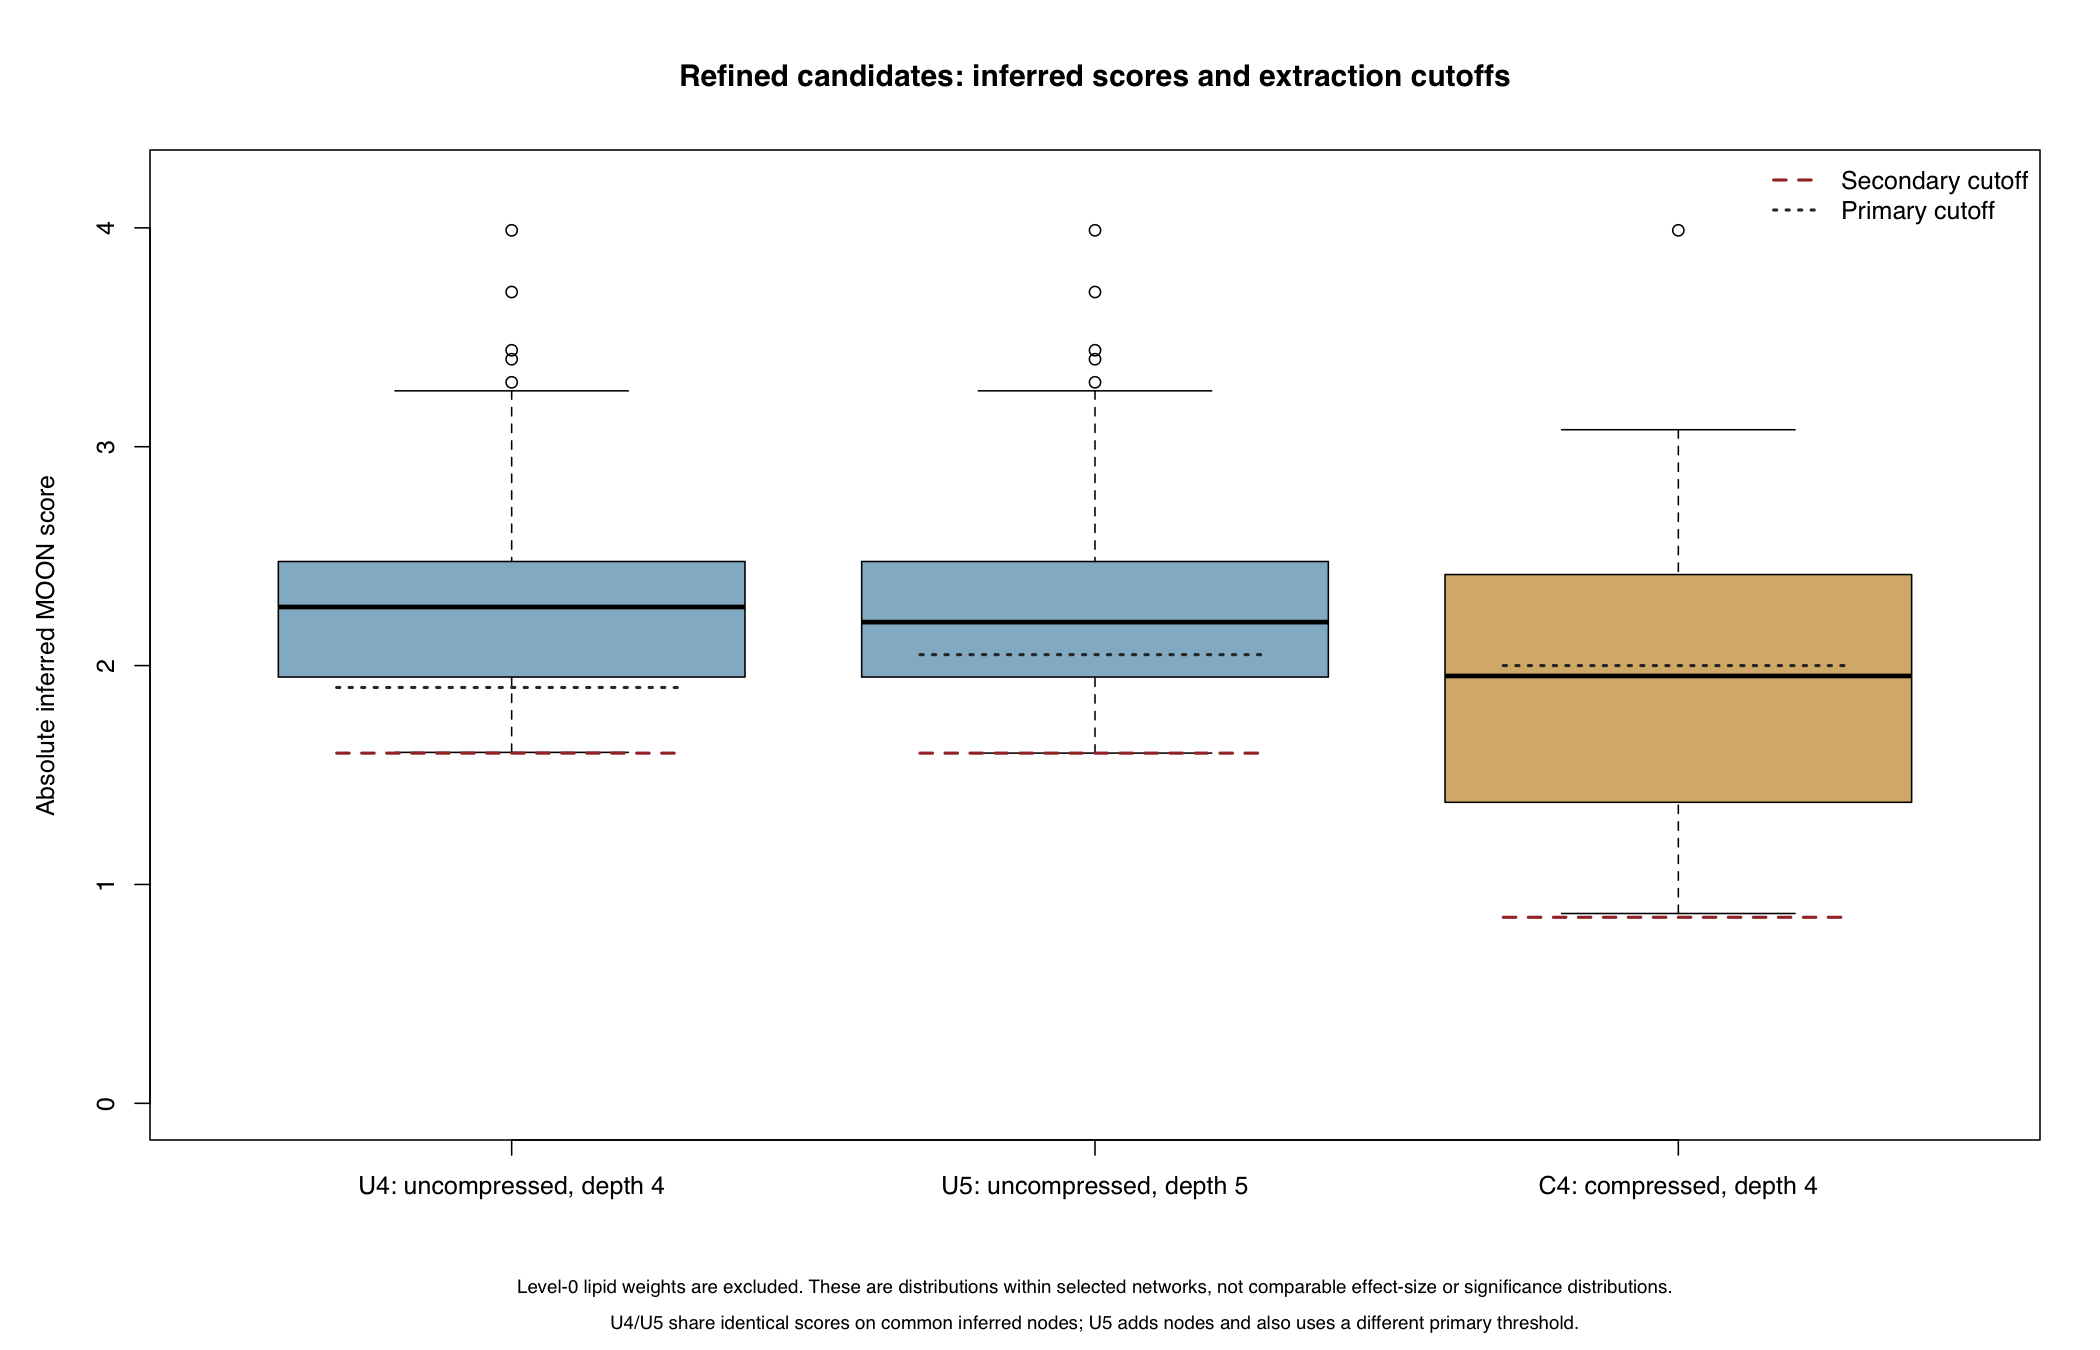 Refined candidates: inferred scores and extraction cutoffs
Secondary cutoff
Primary cutoff
Absolute inferred MOON score
4
3
2
1
0
U4: uncompressed, depth 4
U5: uncompressed, depth 5
C4: compressed, depth 4
Level-0 lipid weights are excluded. These are distributions within selected networks, not comparable effect-size or significance distributions.
U4/U5 share identical scores on common inferred nodes; U5 adds nodes and also uses a different primary threshold.